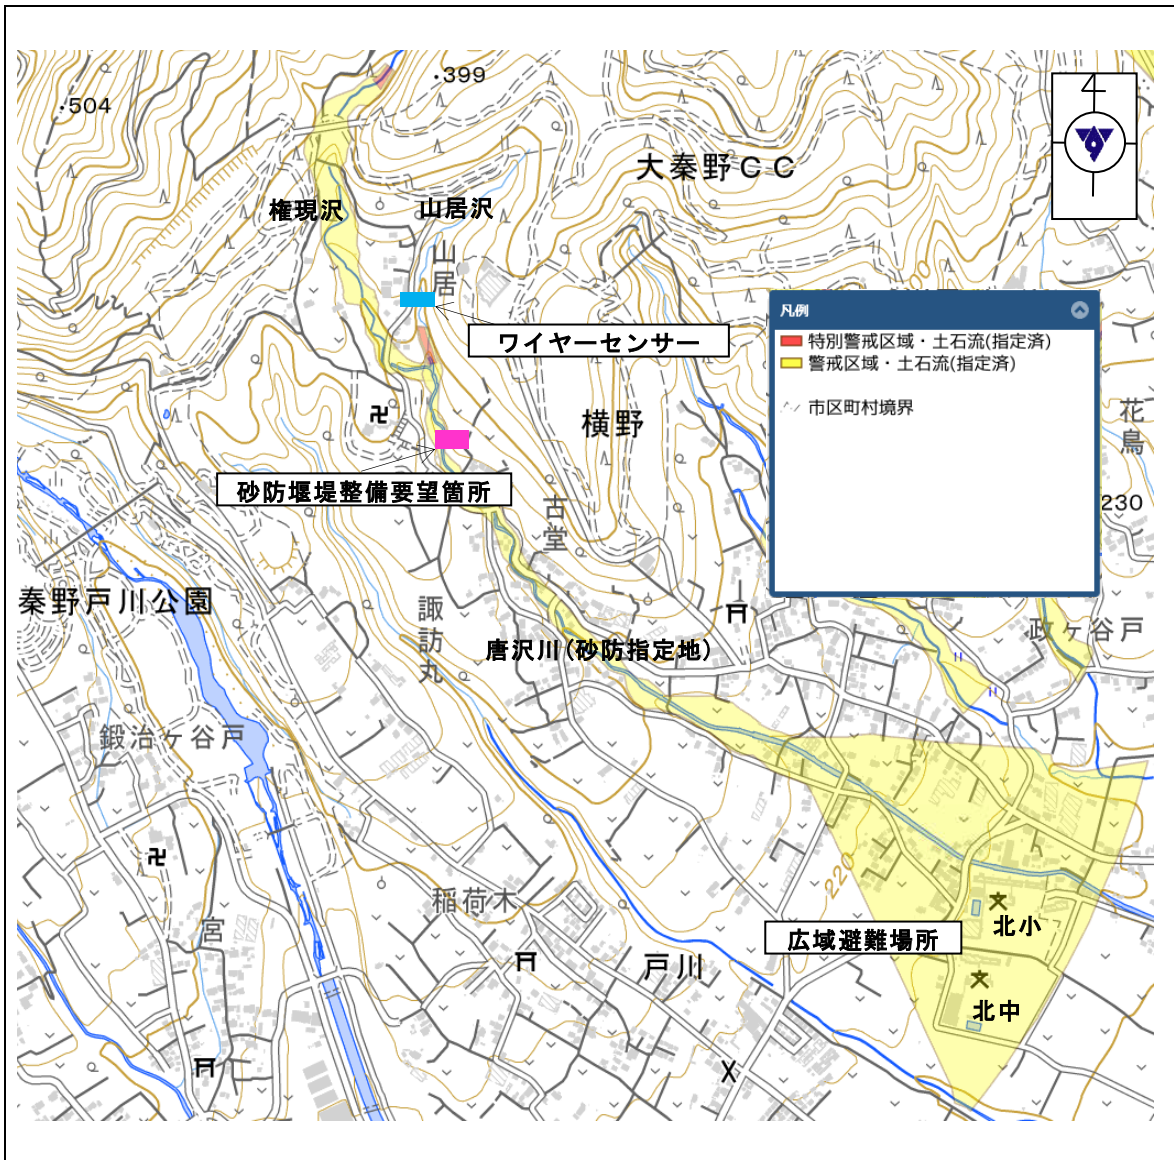 ・399
・504
大秦野ＣＣ
権現沢
山居沢
山居
ワイヤーセンサー
凡例
特別警戒区域・土石流(指定済)
警戒区域・土石流(指定済)
市区町村境界
横野
花鳥
砂防堰堤整備要望箇所
古堂
230
秦野戸川公園
諏訪丸
唐沢川(砂防指定地)
政ヶ谷戸
鍛治ヶ谷戸
220
稲荷木
宮
広域避難場所
北小
戸川
北中